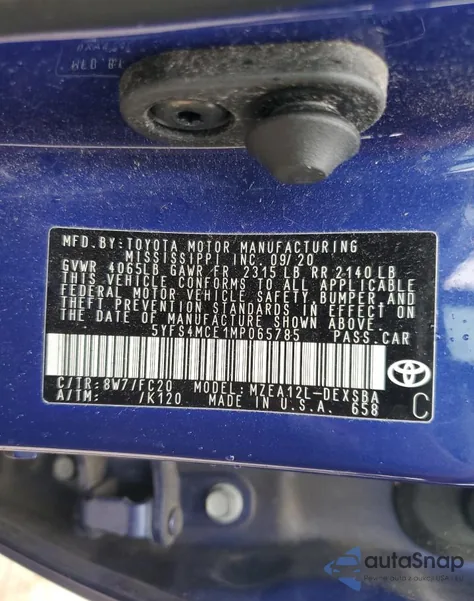 MFD. BY: TOYOTA MOTOR MANUFACTURING
MISSISSIPPI INC. 09/20
GVWR 4065LB GAWR FR 2315 LB RR 2140 LB
THIS VEHICLE CONFORMS TO ALL APPLICABLE
FEDERAL MOTOR VEHICLE SAFETY, BUMPER, AND
THEFT PREVENTION STANDARDS IN EFFECT ON
THE DATE OF MANUFACTURE SHOWN ABOVE.
5YFS4MCE1MP065785 PASS.CAR
C/TR: 8W7/FC20 MODEL: MZEA12L-DEXSBA
A/TM: /K120 MADE IN U.S.A. 658
C
autaSnap